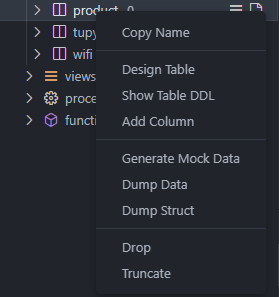 product 0
Copy Name
tupy
Design Table
wifi
Show Table DDL
views
Add Column
proce
functi
Generate Mock Data
Dump Data
Dump Struct
Drop
Truncate